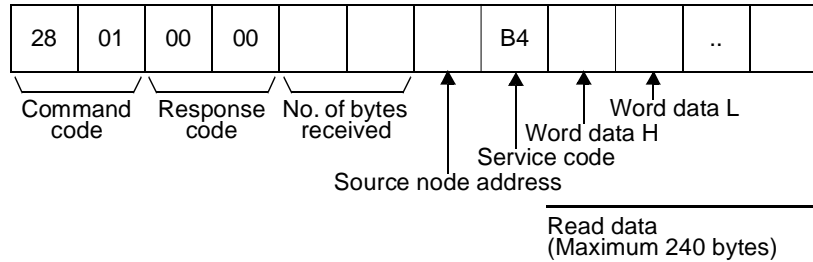 28 01 00 00 B4 ..
Command code
Response code
No. of bytes received
Word data L
Word data H
Service code
Source node address
Read data
(Maximum 240 bytes)